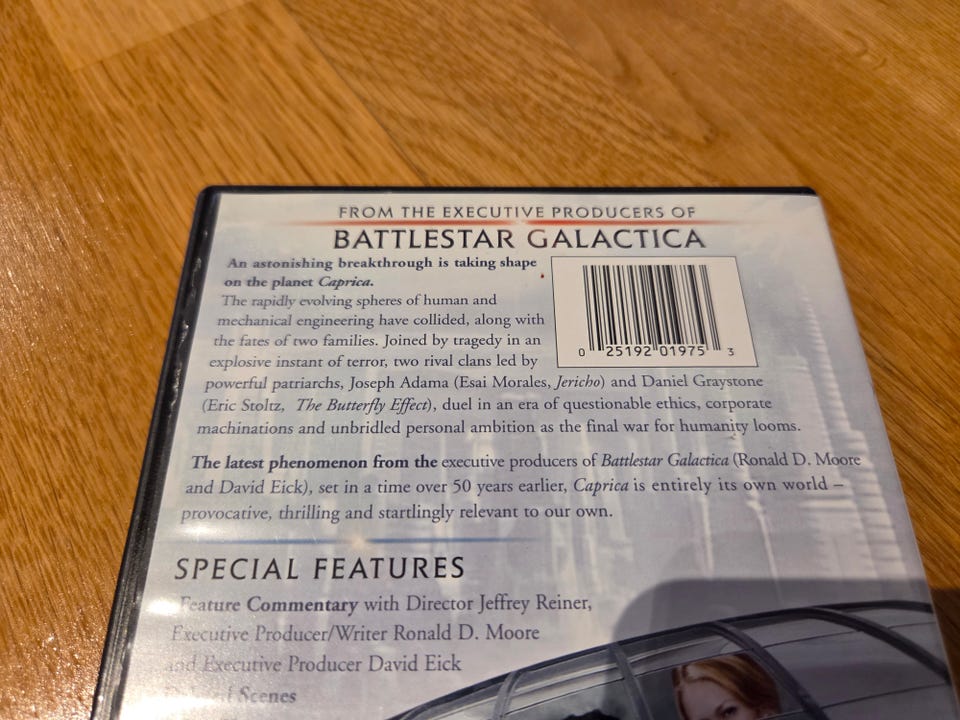 FROM THE EXECUTIVE PRODUCERS OF
BATTLESTAR GALACTICA
An astonishing breakthrough is taking shape
on the planet Caprica.
The rapidly evolving spheres of human and
mechanical engineering have collided, along with
the fates of two families. Joined by tragedy in an
explosive instant of terror, two rival clans led by
powerful patriarchs, Joseph Adama (Esai Morales, Jericho) and Daniel Graystone
(Eric Stoltz, The Butterfly Effect), duel in an era of questionable ethics, corporate
machinations and unbridled personal ambition as the final war for humanity looms.
0 25192 01975 3
The latest phenomenon from the executive producers of Battlestar Galactica (Ronald D. Moore
and David Eick), set in a time over 50 years earlier, Caprica is entirely its own world –
provocative, thrilling and startlingly relevant to our own.
SPECIAL FEATURES
Feature Commentary with Director Jeffrey Reiner,
Executive Producer/Writer Ronald D. Moore
and Executive Producer David Eick
Scenes